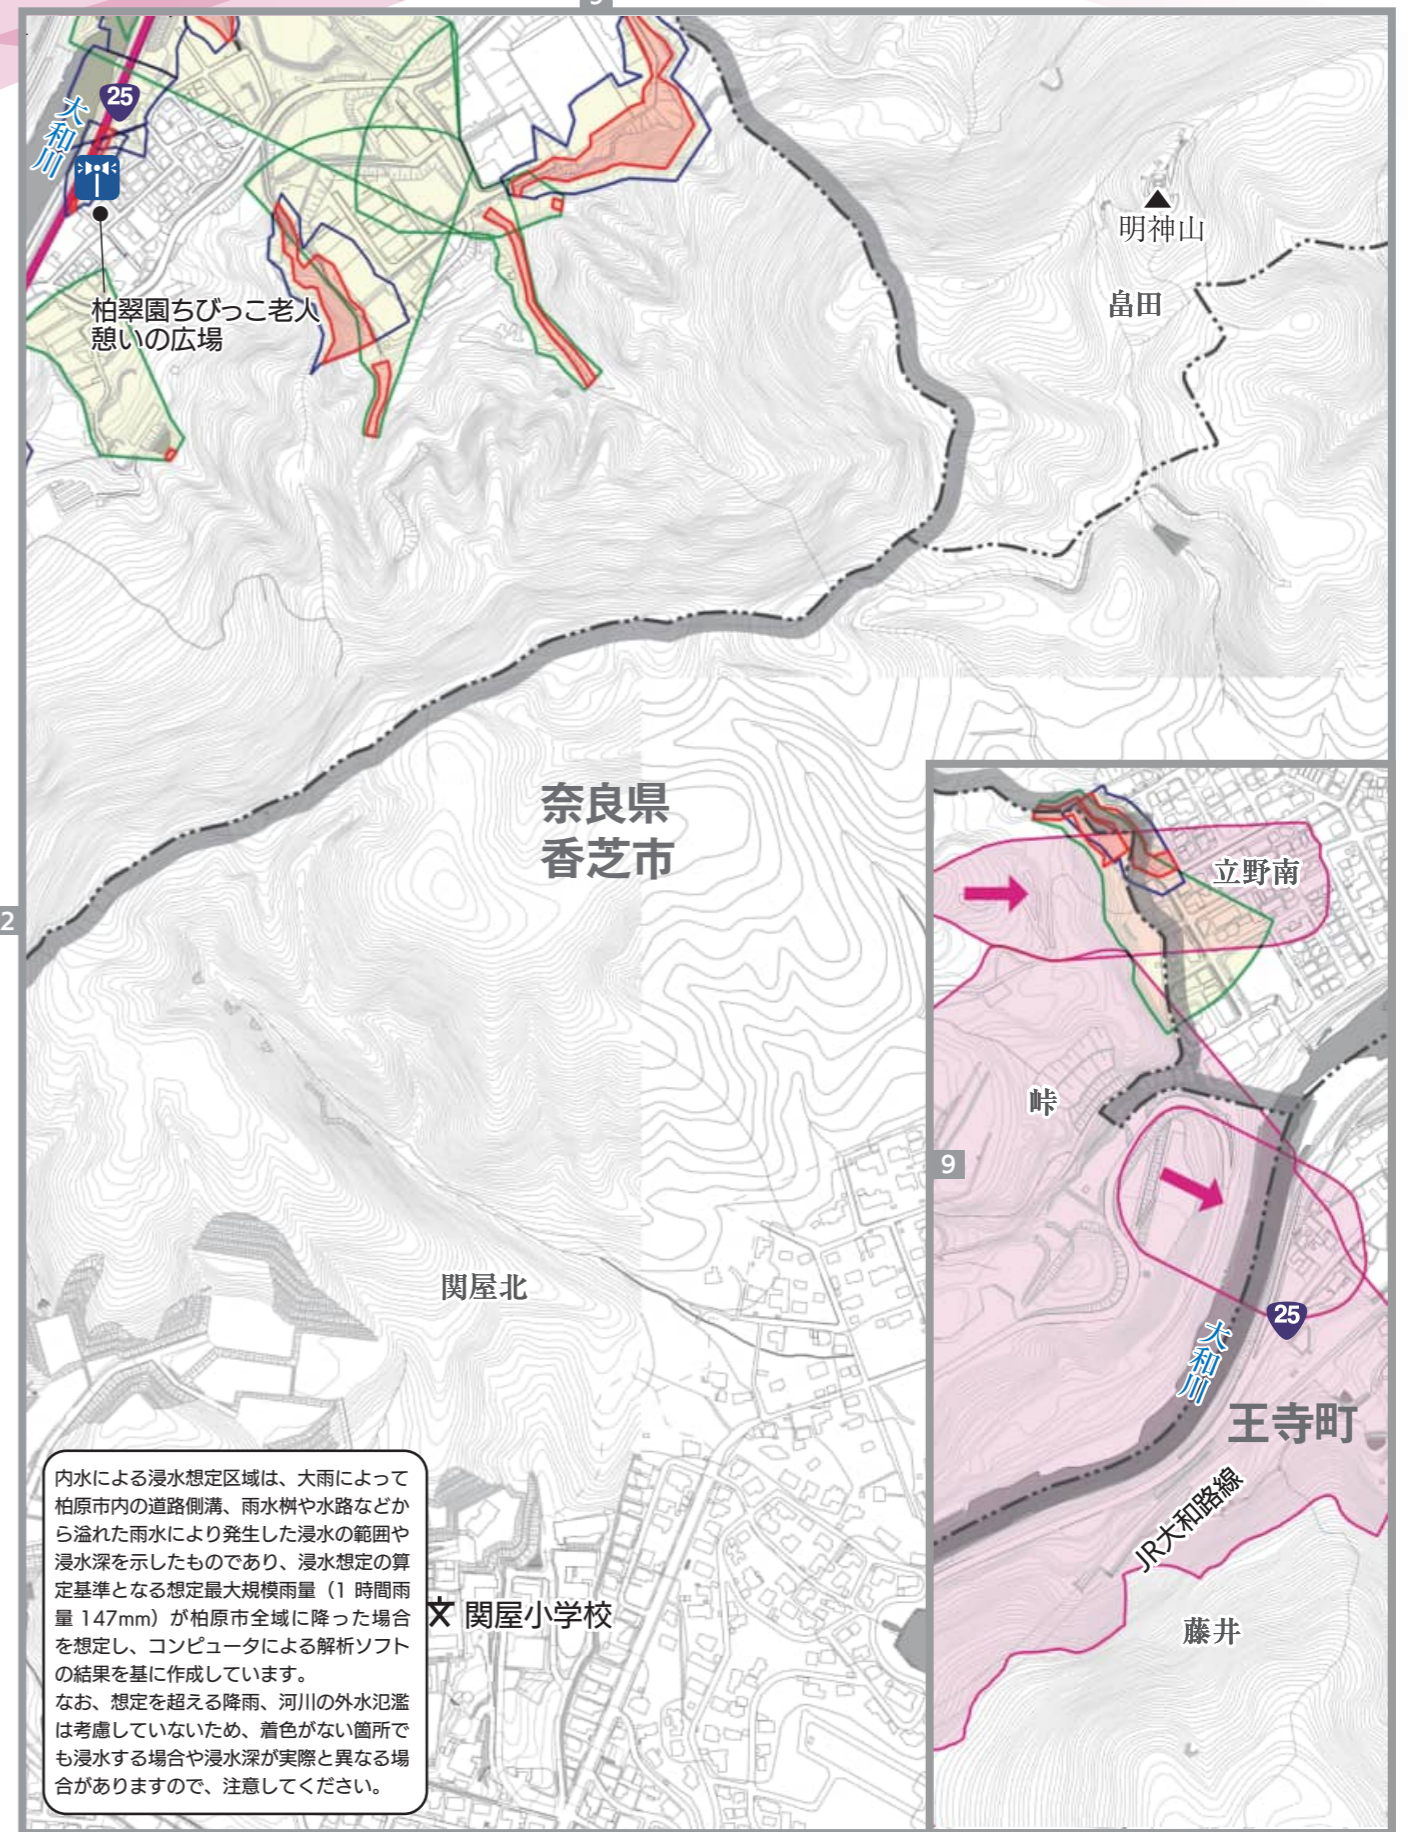 25
大和川
柏翠園ちびっこ老人
憩いの広場
明神山
畠田
奈良県
香芝市
2
立野南
峠
9
25
大和川
王寺町
JR大和路線
藤井
関屋北
関屋小学校
内水による浸水想定区域は、大雨によって
柏原市内の道路側溝、雨水桝や水路などか
ら溢れた雨水により発生した浸水の範囲や
浸水深を示したものであり、浸水想定の算
定基準となる想定最大規模雨量（1 時間雨
量 147mm）が柏原市全域に降った場合
を想定し、コンピュータによる解析ソフト
の結果を基に作成しています。
なお、想定を超える降雨、河川の外水氾濫
は考慮していないため、着色がない箇所で
も浸水する場合や浸水深が実際と異なる場
合がありますので、注意してください。